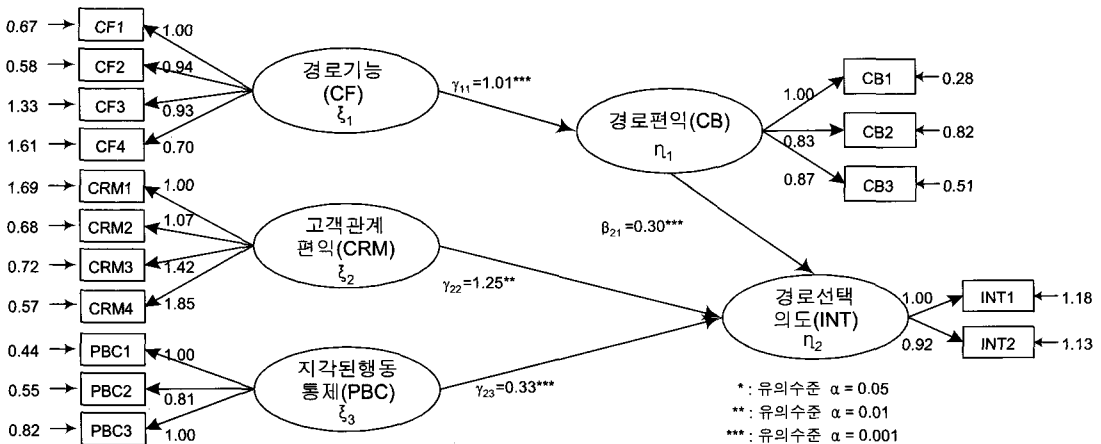 0.67
CF1
1.00
0.58
CF2
0.94
1.33
CF3
0.93
1.61
CF4
0.70
경로기능
(CF)
ξ₁
γ₁₁=1.01***
경로편익(CB)
η₁
1.00
CB1
0.28
0.83
CB2
0.82
0.87
CB3
0.51
1.69
CRM1
1.00
0.68
CRM2
1.07
0.72
CRM3
1.42
0.57
CRM4
1.85
고객관계
편익(CRM)
ξ₂
γ₂₂=1.25**
β₂₁=0.30***
경로선택
의도(INT)
η₂
1.00
INT1
1.18
0.92
INT2
1.13
0.44
PBC1
1.00
0.55
PBC2
0.81
0.82
PBC3
1.00
지각된행동
통제(PBC)
ξ₃
γ₂₃=0.33***
* : 유의수준 α = 0.05
** : 유의수준 α = 0.01
*** : 유의수준 α = 0.001